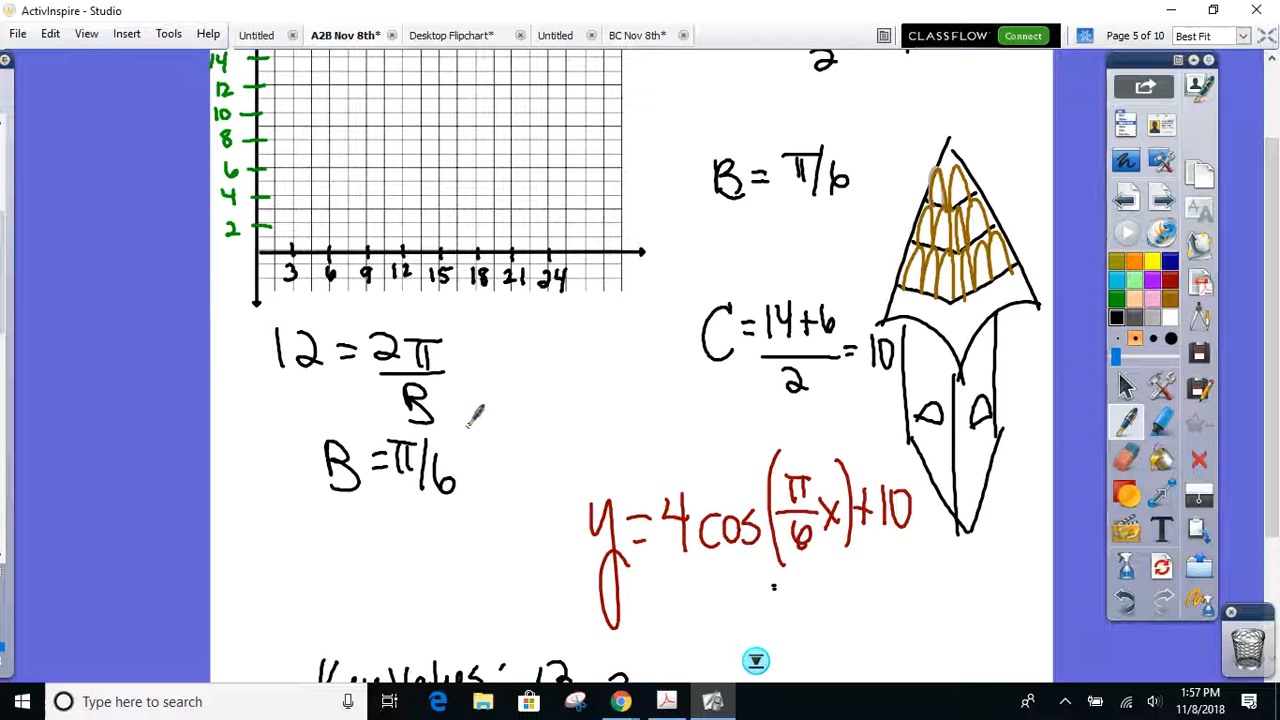 ActivInspire - Studio
File Edit View Insert Tools Help
Untitled A2B Nov 8th* Desktop Flipchart* Untitled BC Nov 8th*
CLASSFLOW Connect
Page 5 of 10 Best Fit
14
12
10
8
6
4
2
3 6 9 12 15 18 21 24
2
B = π/6
C = 14+6 / 2 = 10
12 = 2π / B
B = π/6
y = 4 cos(π/6 x) + 10
Type here to search
1:57 PM
11/8/2018